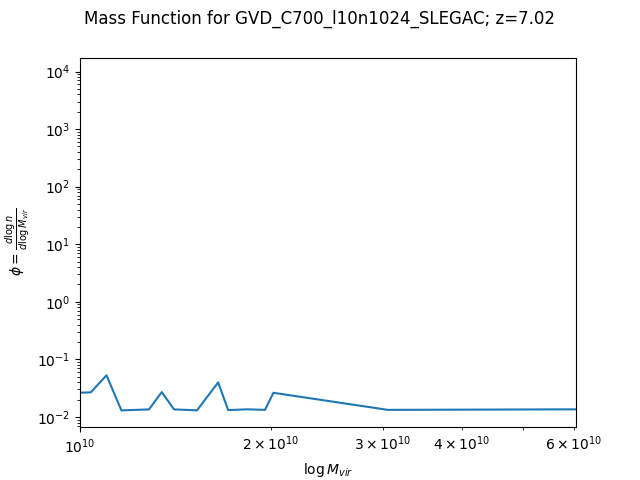 Mass Function for GVD_C700_l10n1024_SLEGAC; z=7.02
10⁴
10³
10²
10¹
10⁰
10⁻¹
10⁻²
ϕ = d log n / d log M_vir
10¹⁰
2 × 10¹⁰
3 × 10¹⁰
4 × 10¹⁰
6 × 10¹⁰
log M_vir